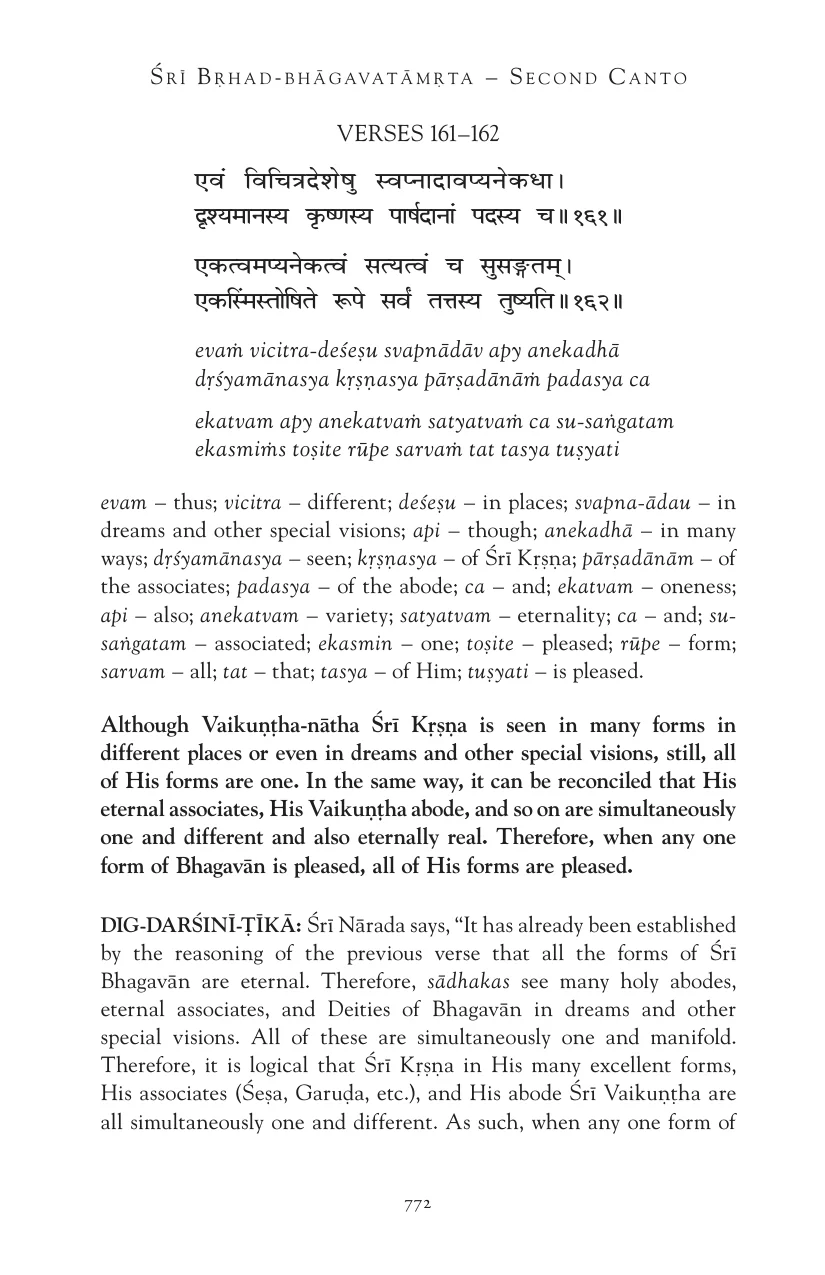 Śrī Bṛhad-bhāgavatāmṛta – Second Canto
VERSES 161–162
एवं विचित्रदेशेषु स्वप्नादावप्यनेकधा।
दृश्यमानस्य कृष्णस्य पार्षदानां पदस्य च॥१६१॥
एकत्वमप्यनेकत्वं सत्यत्वं च सुसङ्गतम्।
एकस्मिंस्तोषिते रूपे सर्वं तत्तस्य तुष्यति॥१६२॥
evaṁ vicitra-deśeṣu svapnādāv apy anekadhā
dṛśyamānasya kṛṣṇasya pārṣadānāṁ padasya ca
ekatvam apy anekatvaṁ satyatvaṁ ca su-saṅgatam
ekasmiṁs toṣite rūpe sarvaṁ tat tasya tuṣyati
evam – thus; vicitra – different; deśeṣu – in places; svapna-ādau – in
dreams and other special visions; api – though; anekadhā – in many
ways; dṛśyamānasya – seen; kṛṣṇasya – of Śrī Kṛṣṇa; pārṣadānām – of
the associates; padasya – of the abode; ca – and; ekatvam – oneness;
api – also; anekatvam – variety; satyatvam – eternality; ca – and; su-
saṅgatam – associated; ekasmin – one; toṣite – pleased; rūpe – form;
sarvam – all; tat – that; tasya – of Him; tuṣyati – is pleased.
Although Vaikuṇṭha-nātha Śrī Kṛṣṇa is seen in many forms in
different places or even in dreams and other special visions, still, all
of His forms are one. In the same way, it can be reconciled that His
eternal associates, His Vaikuṇṭha abode, and so on are simultaneously
one and different and also eternally real. Therefore, when any one
form of Bhagavān is pleased, all of His forms are pleased.
DIG-DARŚINĪ-ṬĪKĀ: Śrī Nārada says, “It has already been established
by the reasoning of the previous verse that all the forms of Śrī
Bhagavān are eternal. Therefore, sādhakas see many holy abodes,
eternal associates, and Deities of Bhagavān in dreams and other
special visions. All of these are simultaneously one and manifold.
Therefore, it is logical that Śrī Kṛṣṇa in His many excellent forms,
His associates (Śeṣa, Garuḍa, etc.), and His abode Śrī Vaikuṇṭha are
all simultaneously one and different. As such, when any one form of
772